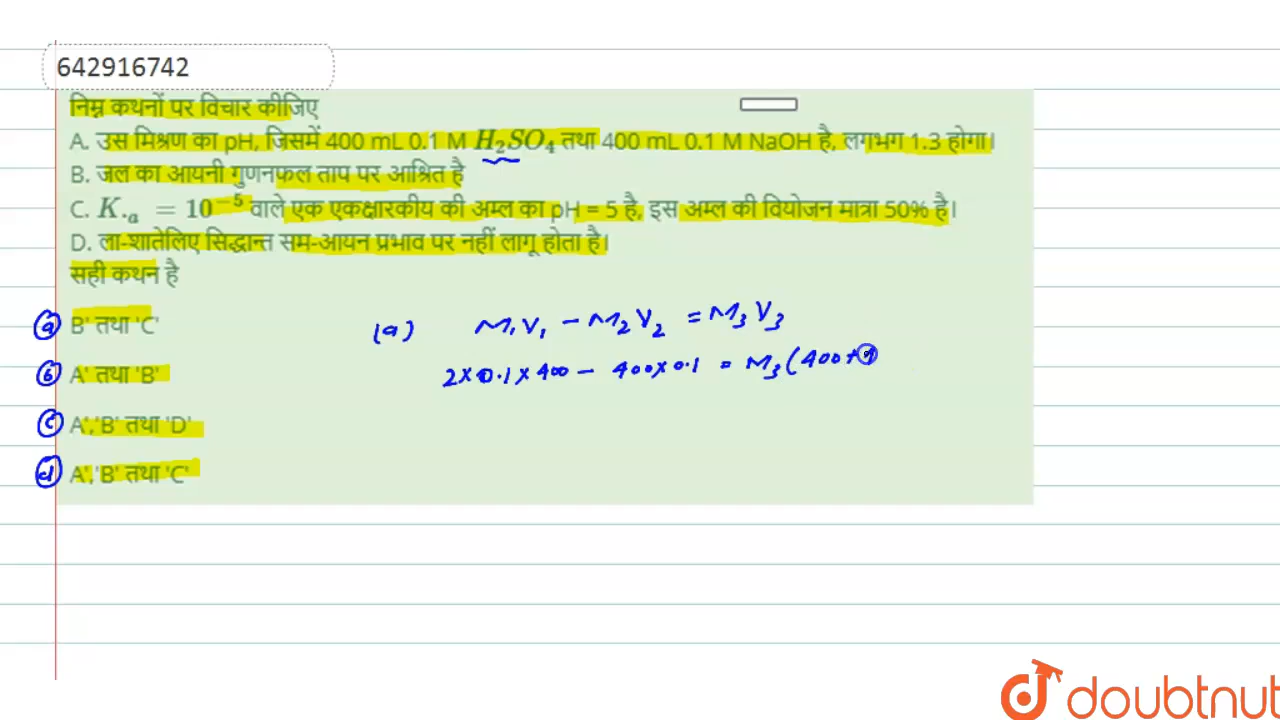 642916742
निम्न कथनों पर विचार कीजिए
A. उस मिश्रण का pH, जिसमें 400 mL 0.1 M H₂SO₄ तथा 400 mL 0.1 M NaOH है, लगभग 1.3 होगा।
B. जल का आयनी गुणनफल ताप पर आश्रित है
C. K.ₐ = 10⁻⁵ वाले एक एकक्षारकीय की अम्ल का pH = 5 है, इस अम्ल की वियोजन मात्रा 50% है।
D. ला-शातेलिए सिद्धान्त सम-आयन प्रभाव पर नहीं लागू होता है।
सही कथन है
(a) B' तथा 'C'
(b) A' तथा 'B'
(c) A','B' तथा 'D'
(d) A','B' तथा 'C'
(a) M₁V₁ - M₂V₂ = M₃V₃
2×0.1×400 - 400×0.1 = M₃(400+
doubtnut